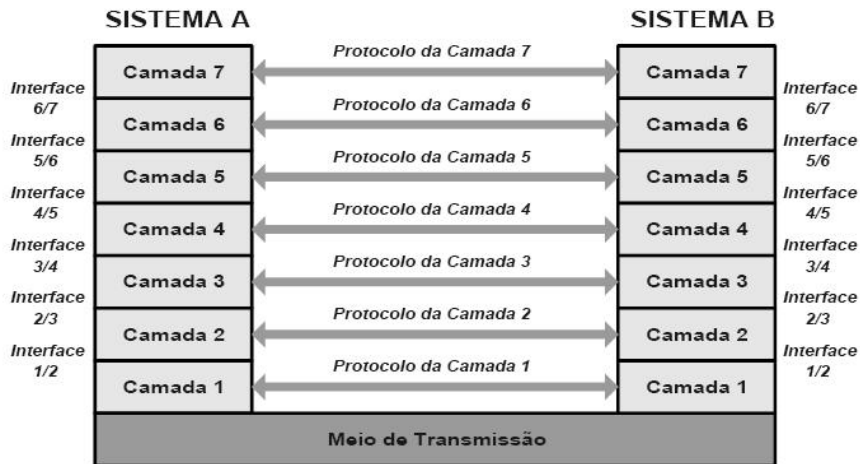 SISTEMA A
SISTEMA B
Camada 7
Protocolo da Camada 7
Camada 7
Interface
6/7
Interface
6/7
Camada 6
Protocolo da Camada 6
Camada 6
Interface
5/6
Interface
5/6
Camada 5
Protocolo da Camada 5
Camada 5
Interface
4/5
Interface
4/5
Camada 4
Protocolo da Camada 4
Camada 4
Interface
3/4
Interface
3/4
Camada 3
Protocolo da Camada 3
Camada 3
Interface
2/3
Interface
2/3
Camada 2
Protocolo da Camada 2
Camada 2
Interface
1/2
Interface
1/2
Camada 1
Protocolo da Camada 1
Camada 1
Meio de Transmissão